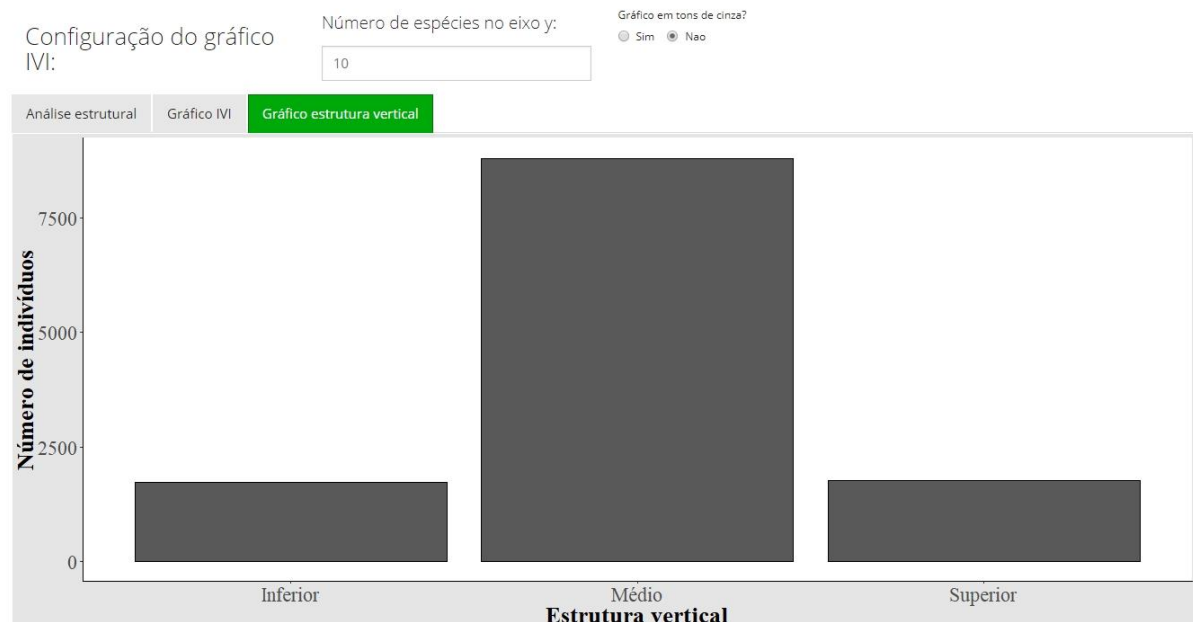 Configuração do gráfico
IVI:
Número de espécies no eixo y:
10
Gráfico em tons de cinza?
Sim Nao
Análise estrutural Gráfico IVI Gráfico estrutura vertical
Número de indivíduos
7500
5000
2500
0
Inferior Médio Superior
Estrutura vertical